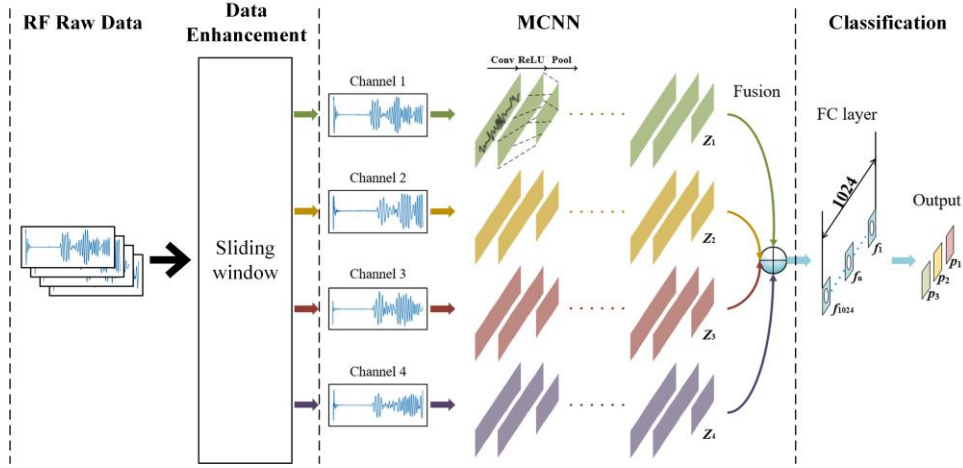 RF Raw Data
Data
Enhancement
MCNN
Classification
Sliding
window
Channel 1
Channel 2
Channel 3
Channel 4
Conv ReLU Pool
Z1
Z2
Z3
Z4
Fusion
FC layer
1024
f1
fn
f1024
Output
p1
p2
p3